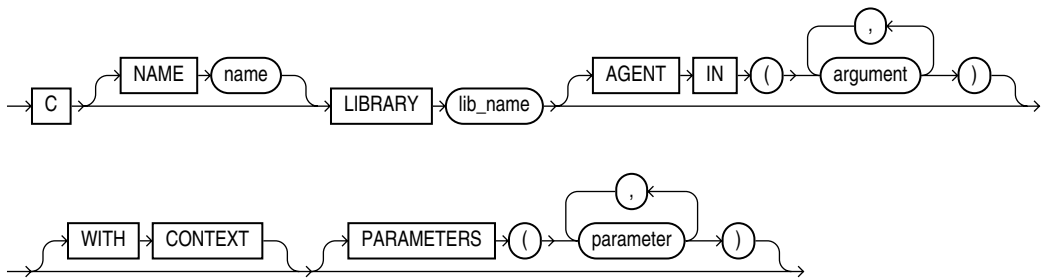 ,
NAME name AGENT IN ( argument )
C LIBRARY lib_name
,
WITH CONTEXT PARAMETERS ( parameter )